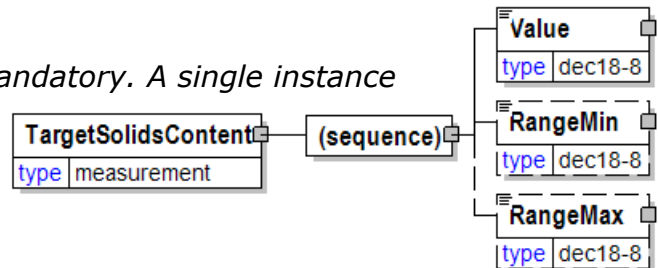 andatory. A single instance
TargetSolidsContent
type measurement
(sequence)
Value
type dec18-8
RangeMin
type dec18-8
RangeMax
type dec18-8